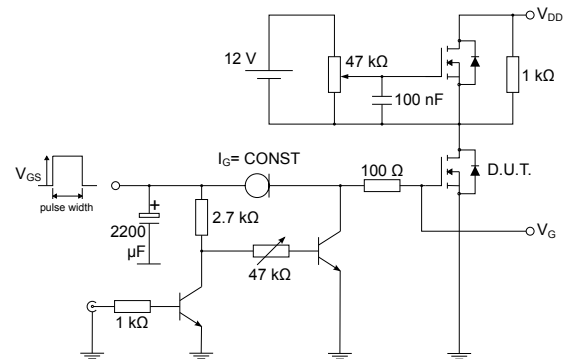 V_DD
12 V
47 kΩ
1 kΩ
100 nF
I_G= CONST
100 Ω
D.U.T.
V_GS
pulse width
+
2200
μF
2.7 kΩ
47 kΩ
V_G
1 kΩ